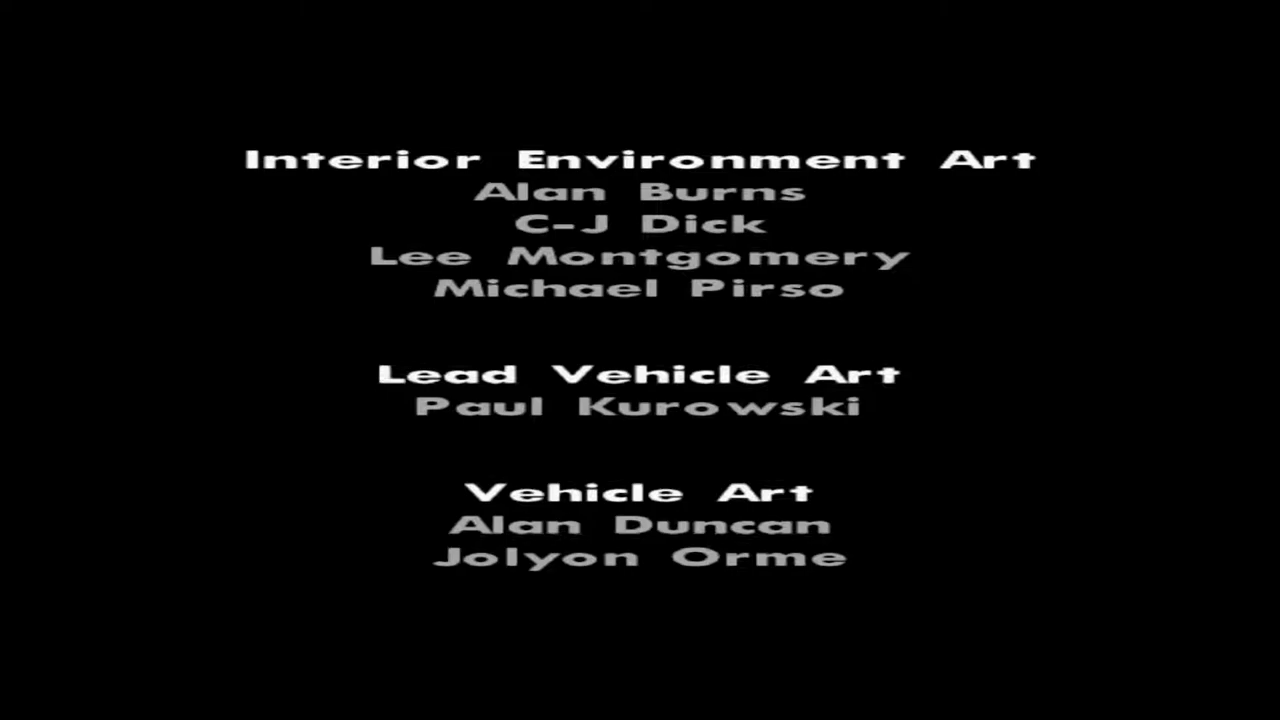 Interior Environment Art
Alan Burns
C-J Dick
Lee Montgomery
Michael Pirso
Lead Vehicle Art
Paul Kurowski
Vehicle Art
Alan Duncan
Jolyon Orme